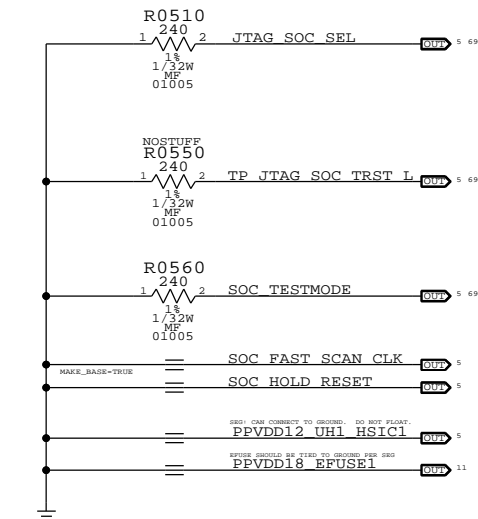 R0510
240
1 2 JTAG_SOC_SEL OUT 5 69
1%
1/32W
MF
01005
NOSTUFF
R0550
240
1 2 TP_JTAG_SOC_TRST_L OUT 5 69
1%
1/32W
MF
01005
R0560
240
1 2 SOC_TESTMODE OUT 5 69
1%
1/32W
MF
01005
SOC_FAST_SCAN_CLK OUT 5
MAKE_BASE=TRUE
SOC_HOLD_RESET OUT 5
SEG! CAN CONNECT TO GROUND. DO NOT FLOAT.
PPVDD12_UH1_HSIC1 OUT 5
EFUSE SHOULD BE TIED TO GROUND PER SEG
PPVDD18_EFUSE1 OUT 11